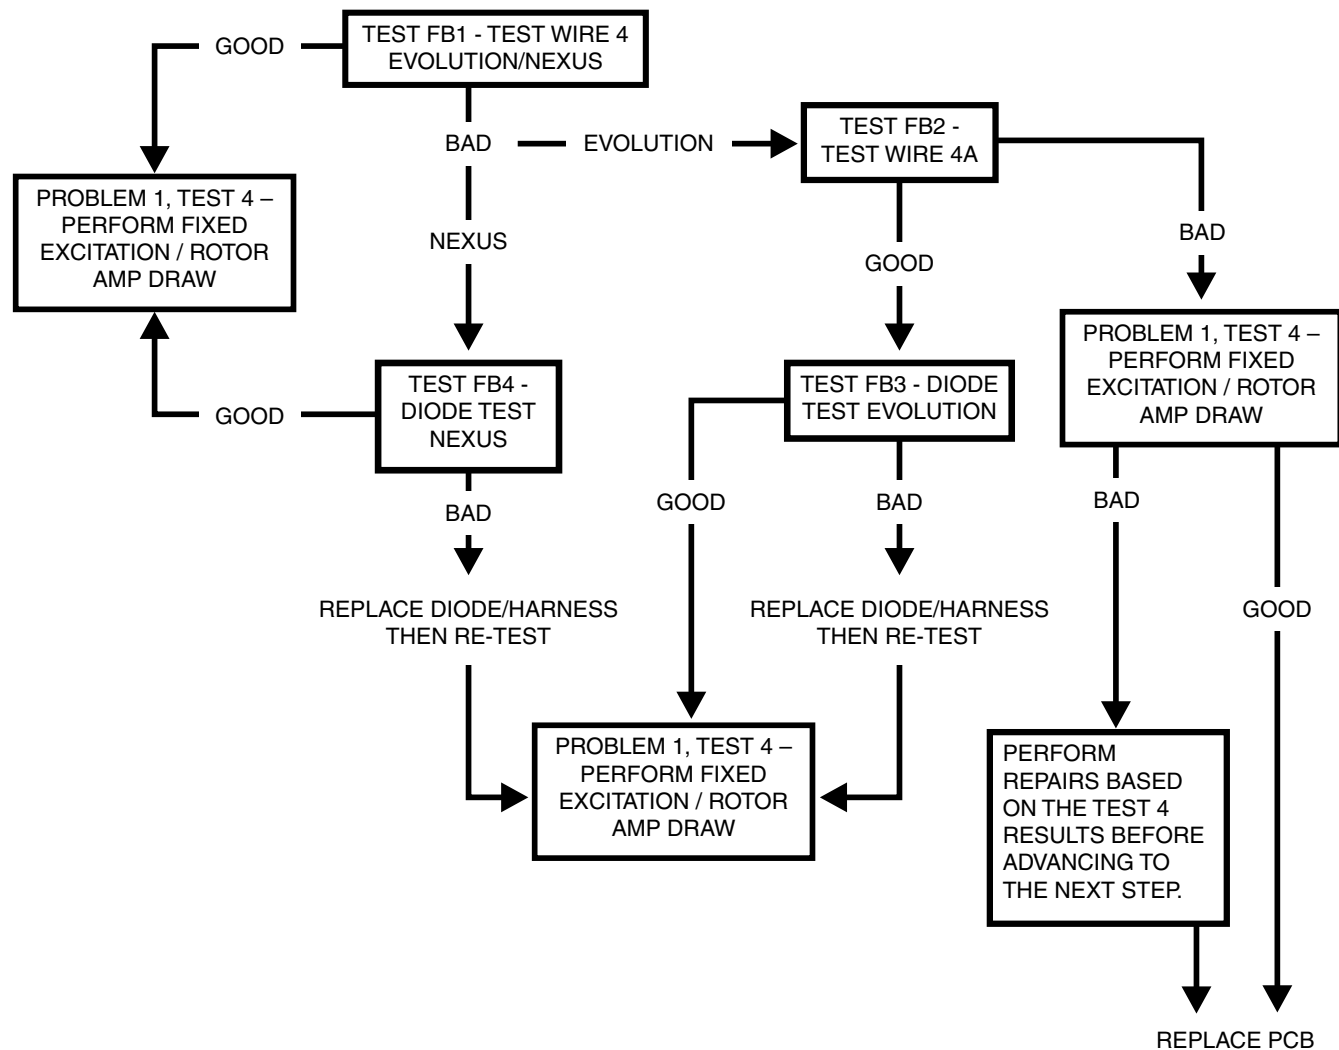 TEST FB1 - TEST WIRE 4
EVOLUTION/NEXUS
GOOD
BAD
EVOLUTION
TEST FB2 -
TEST WIRE 4A
PROBLEM 1, TEST 4 –
PERFORM FIXED
EXCITATION / ROTOR
AMP DRAW
NEXUS
GOOD
BAD
PROBLEM 1, TEST 4 –
PERFORM FIXED
EXCITATION / ROTOR
AMP DRAW
TEST FB4 -
DIODE TEST
NEXUS
TEST FB3 - DIODE
TEST EVOLUTION
GOOD
BAD
GOOD
BAD
BAD
GOOD
REPLACE DIODE/HARNESS
THEN RE-TEST
REPLACE DIODE/HARNESS
THEN RE-TEST
PROBLEM 1, TEST 4 –
PERFORM FIXED
EXCITATION / ROTOR
AMP DRAW
PERFORM
REPAIRS BASED
ON THE TEST 4
RESULTS BEFORE
ADVANCING TO
THE NEXT STEP.
REPLACE PCB